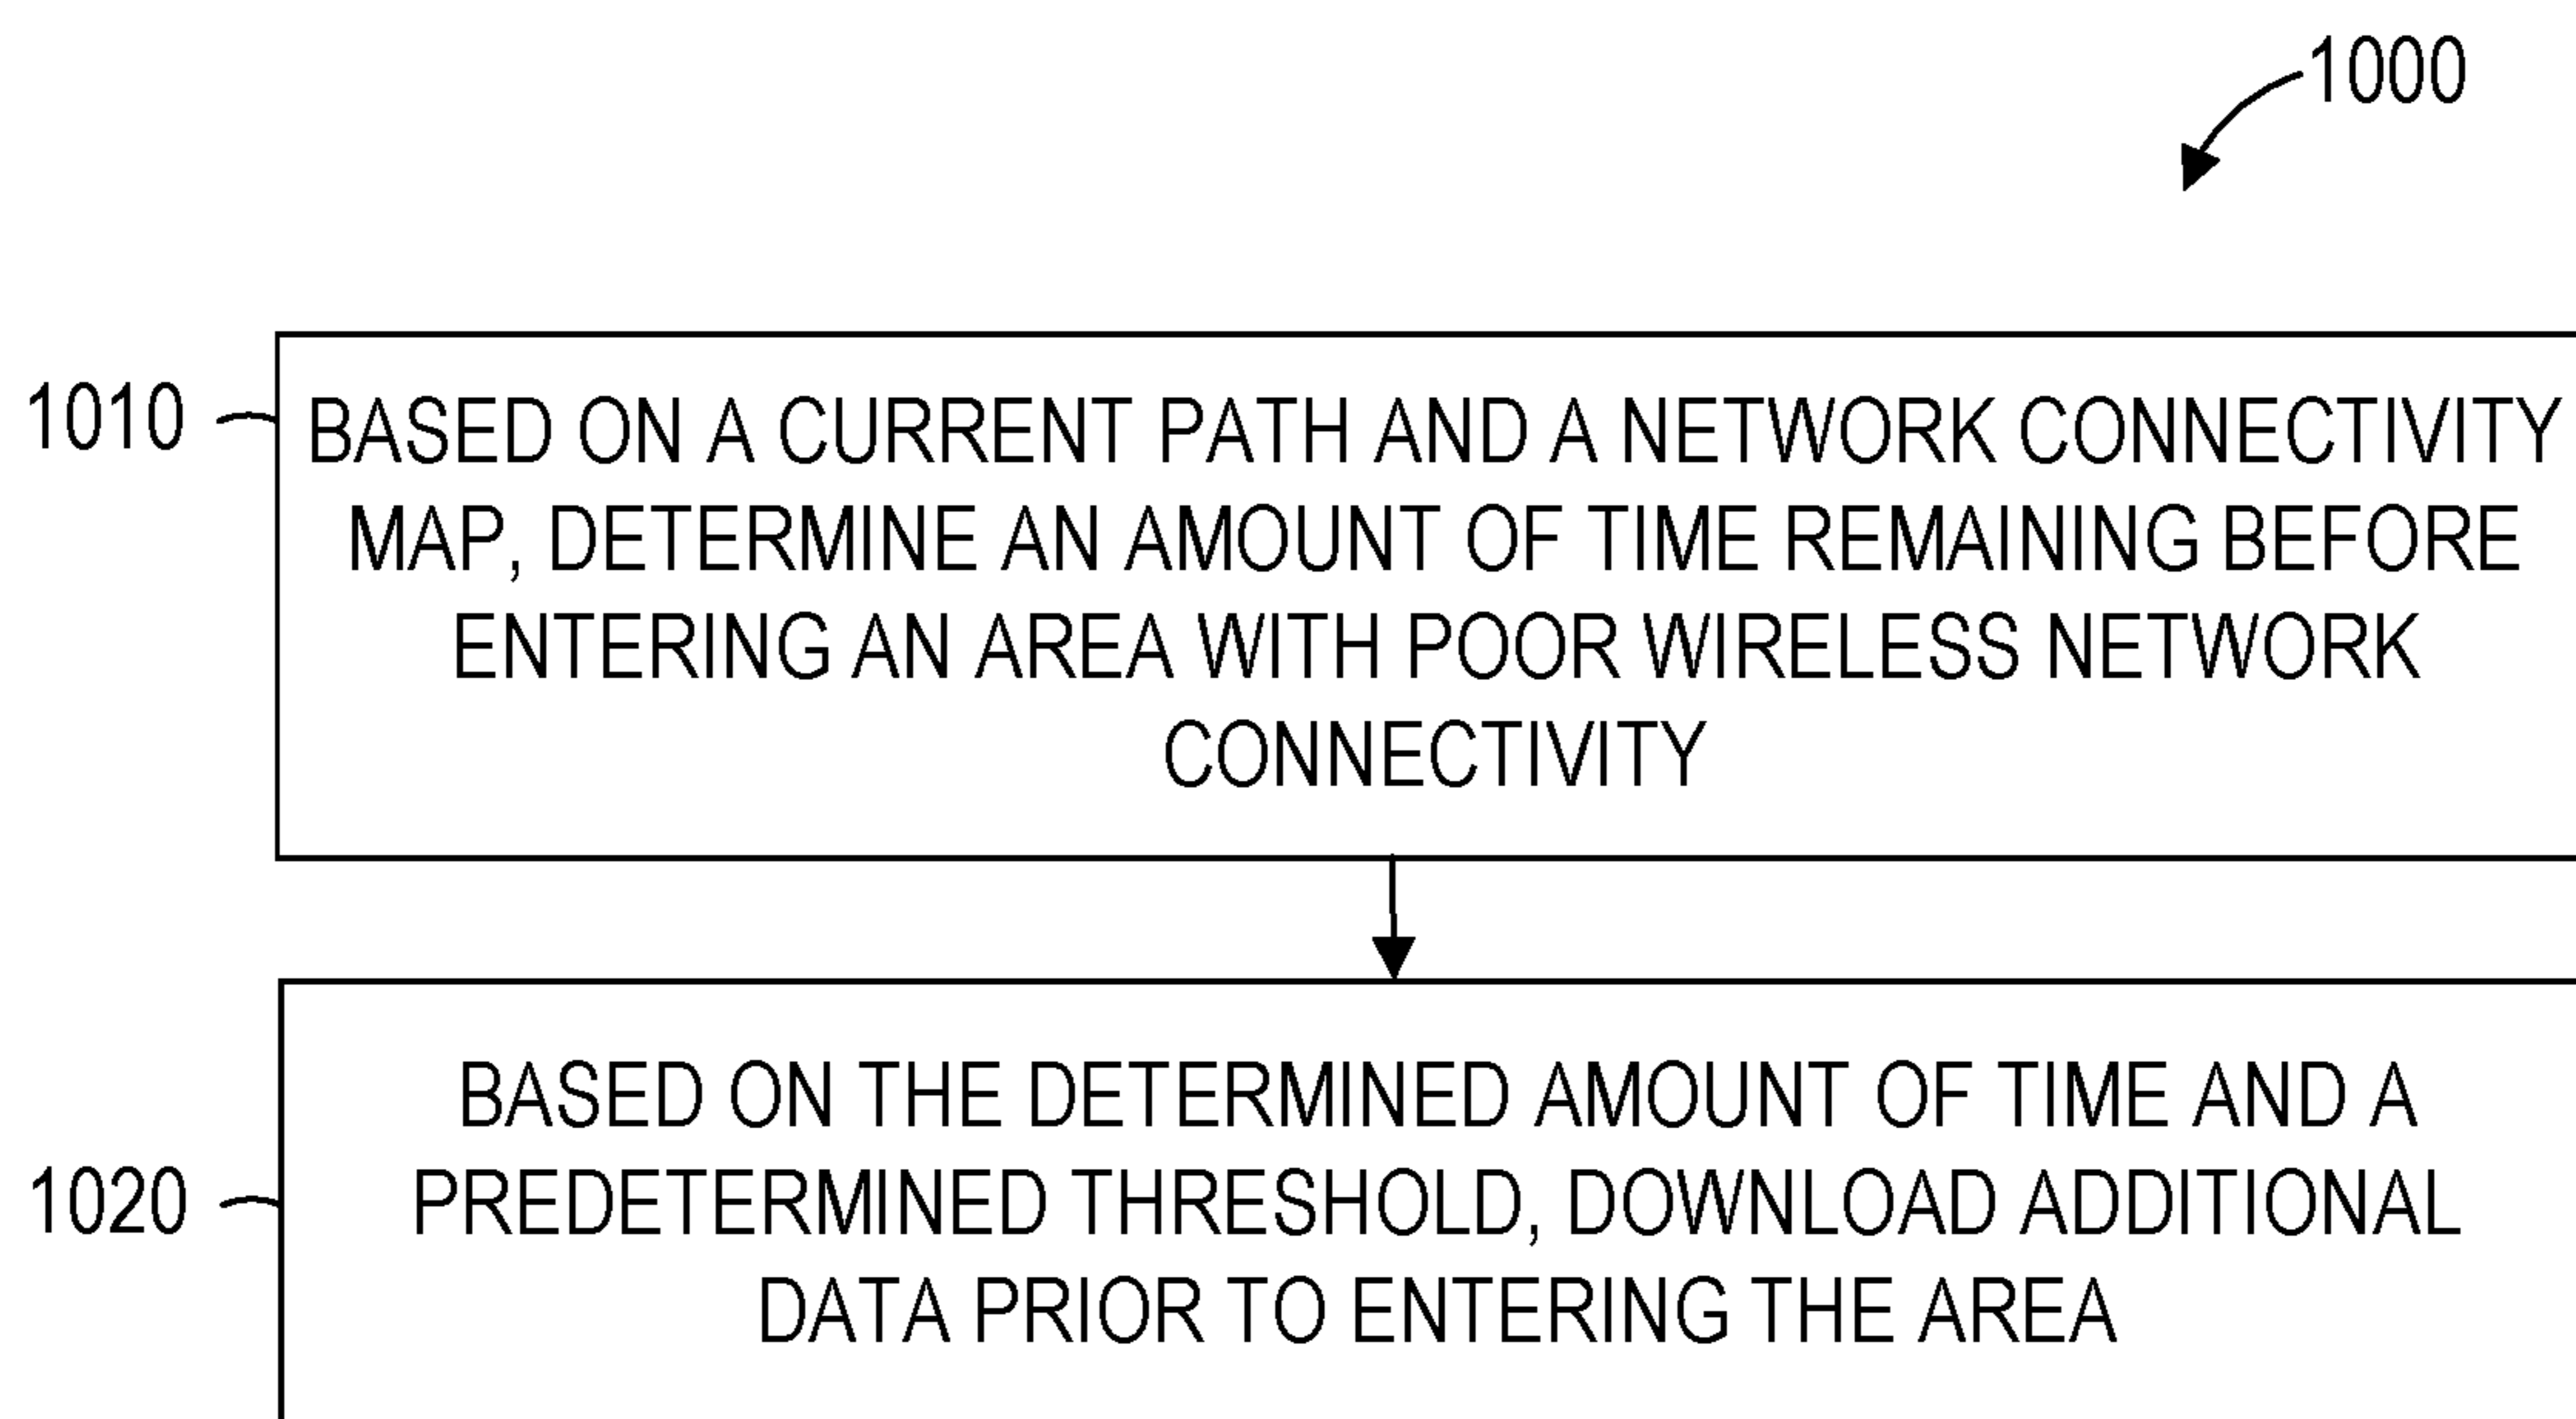 1000
1010
BASED ON A CURRENT PATH AND A NETWORK CONNECTIVITY
MAP, DETERMINE AN AMOUNT OF TIME REMAINING BEFORE
ENTERING AN AREA WITH POOR WIRELESS NETWORK
CONNECTIVITY
BASED ON THE DETERMINED AMOUNT OF TIME AND A
1020
PREDETERMINED THRESHOLD, DOWNLOAD ADDITIONAL
DATA PRIOR TO ENTERING THE AREA